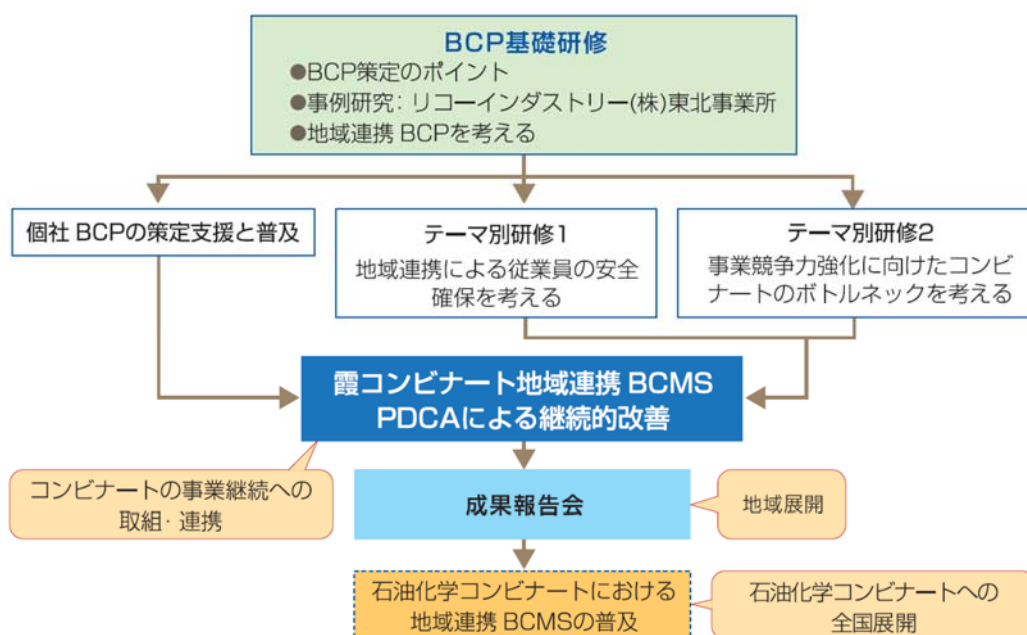 BCP基礎研修
●BCP策定のポイント
●事例研究: リコーインダストリー(株)東北事業所
●地域連携 BCPを考える
個社 BCPの策定支援と普及
テーマ別研修1
地域連携による従業員の安全
確保を考える
テーマ別研修2
事業競争力強化に向けたコンビ
ナートのボトルネックを考える
霞コンビナート地域連携 BCMS
PDCAによる継続的改善
コンビナートの事業継続への
取組・連携
成果報告会
地域展開
石油化学コンビナートにおける
地域連携 BCMSの普及
石油化学コンビナートへの
全国展開